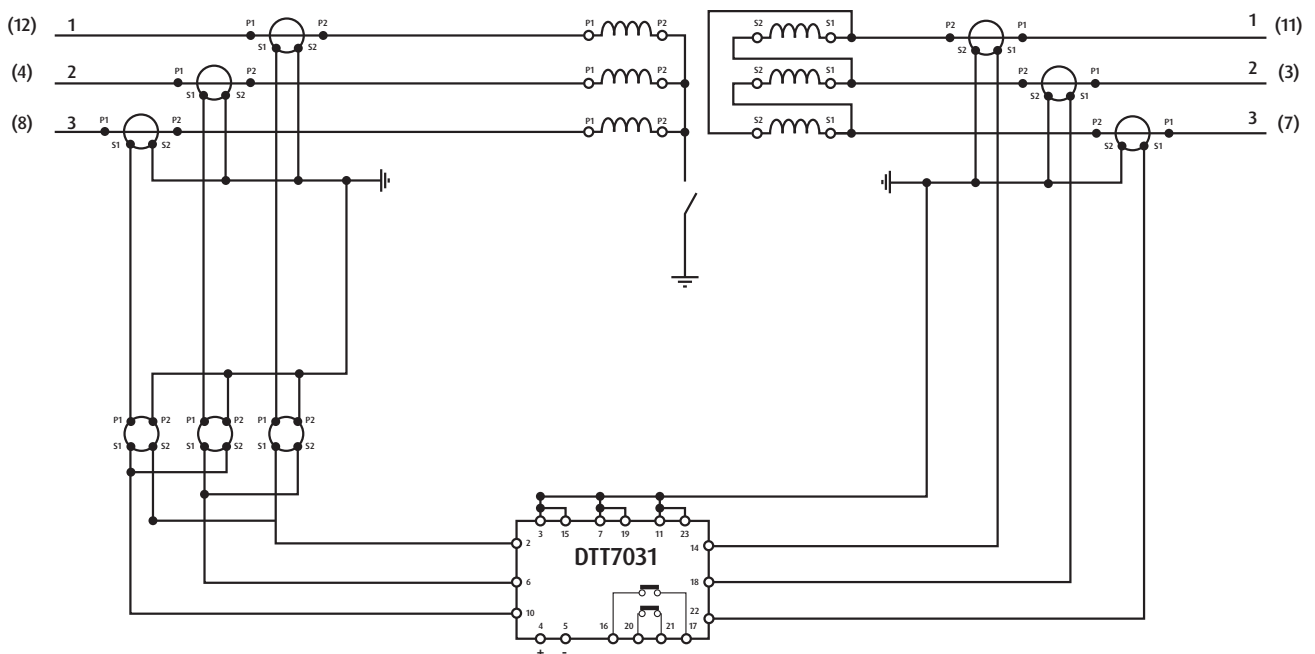 (12) 1 P1 P2 P1 P2 S2 S1 P2 P1 1 (11)
S1 S2 S2 S1
(4) 2 P1 P2 P1 P2 S2 S1 P2 P1 2 (3)
S1 S2 S2 S1
(8) 3 P1 P2 P1 P2 S2 S1 P2 P1 3 (7)
S1 S2 S2 S1
P1 P2 P1 P2 P1 P2
S1 S2 S1 S2 S1 S2
3 15 7 19 11 23
2 DTT7031 14
6 18
10 22
4 5 16 20 21 17
+ -